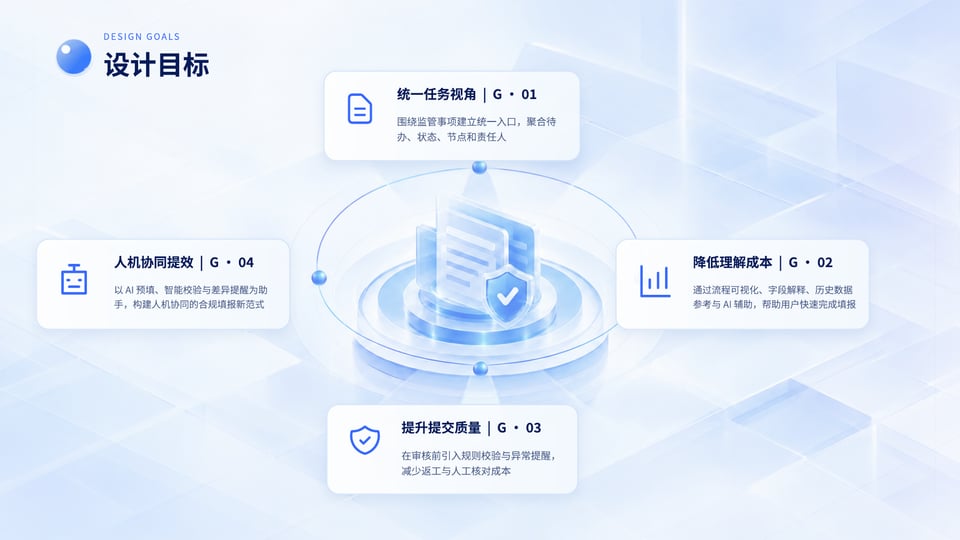 DESIGN GOALS
设计目标
统一任务视角 | G · 01
围绕监管事项建立统一入口，聚合待
办、状态、节点和责任人
人机协同提效 | G · 04
以 AI 预填、智能校验与差异提醒为助
手，构建人机协同的合规填报新范式
降低理解成本 | G · 02
通过流程可视化、字段解释、历史数据
参考与 AI 辅助，帮助用户快速完成填报
提升提交质量 | G · 03
在审核前引入规则校验与异常提醒，
减少返工与人工核对成本